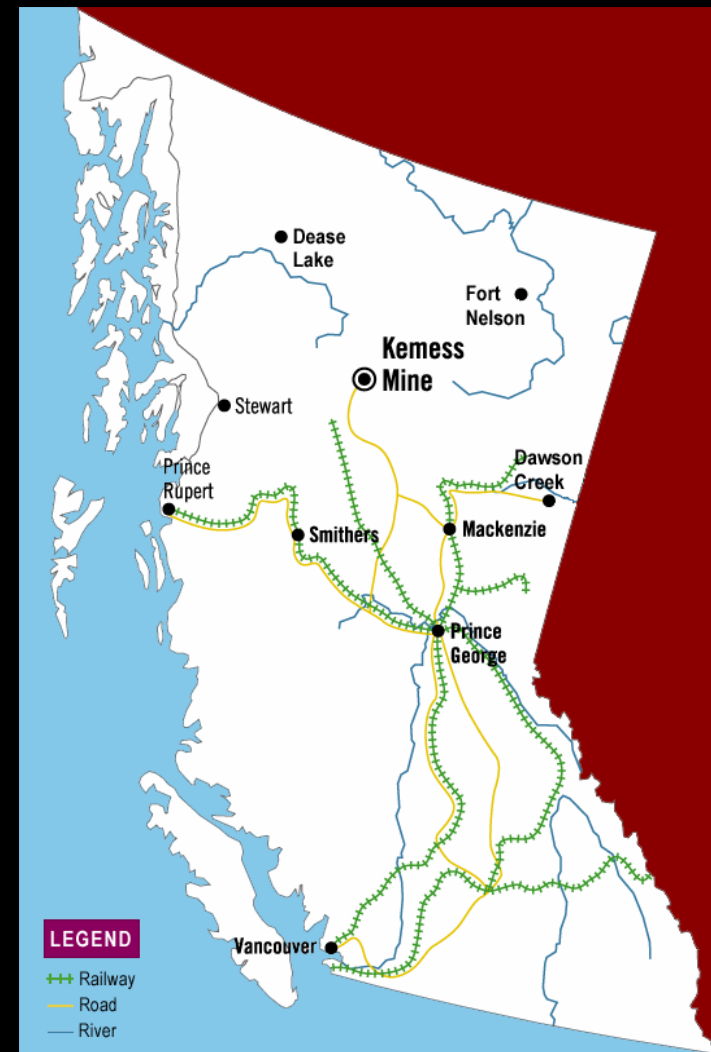 Dease
Lake
Fort
Nelson
Kemess
Mine
Stewart
Prince
Rupert
Dawson
Creek
Smithers
Mackenzie
Prince
George
Vancouver
LEGEND
Railway
Road
River